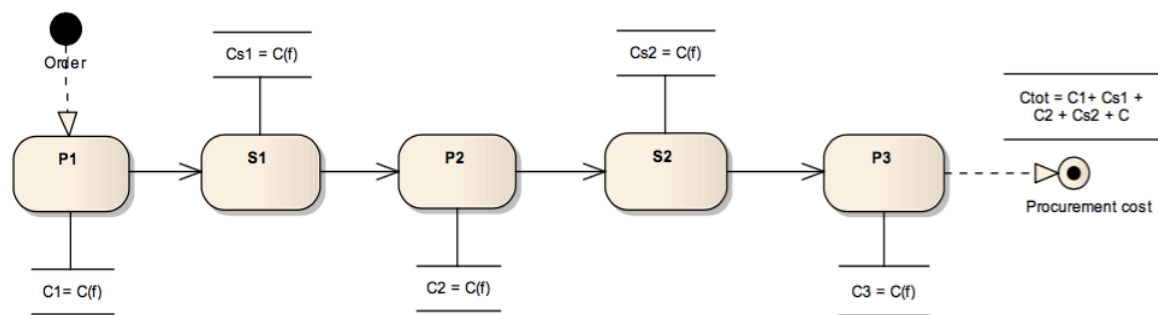 Order
Cs1 = C(f)
Cs2 = C(f)
Ctot = C1+ Cs1 +
C2 + Cs2 + C
P1
S1
P2
S2
P3
Procurement cost
C1= C(f)
C2 = C(f)
C3 = C(f)